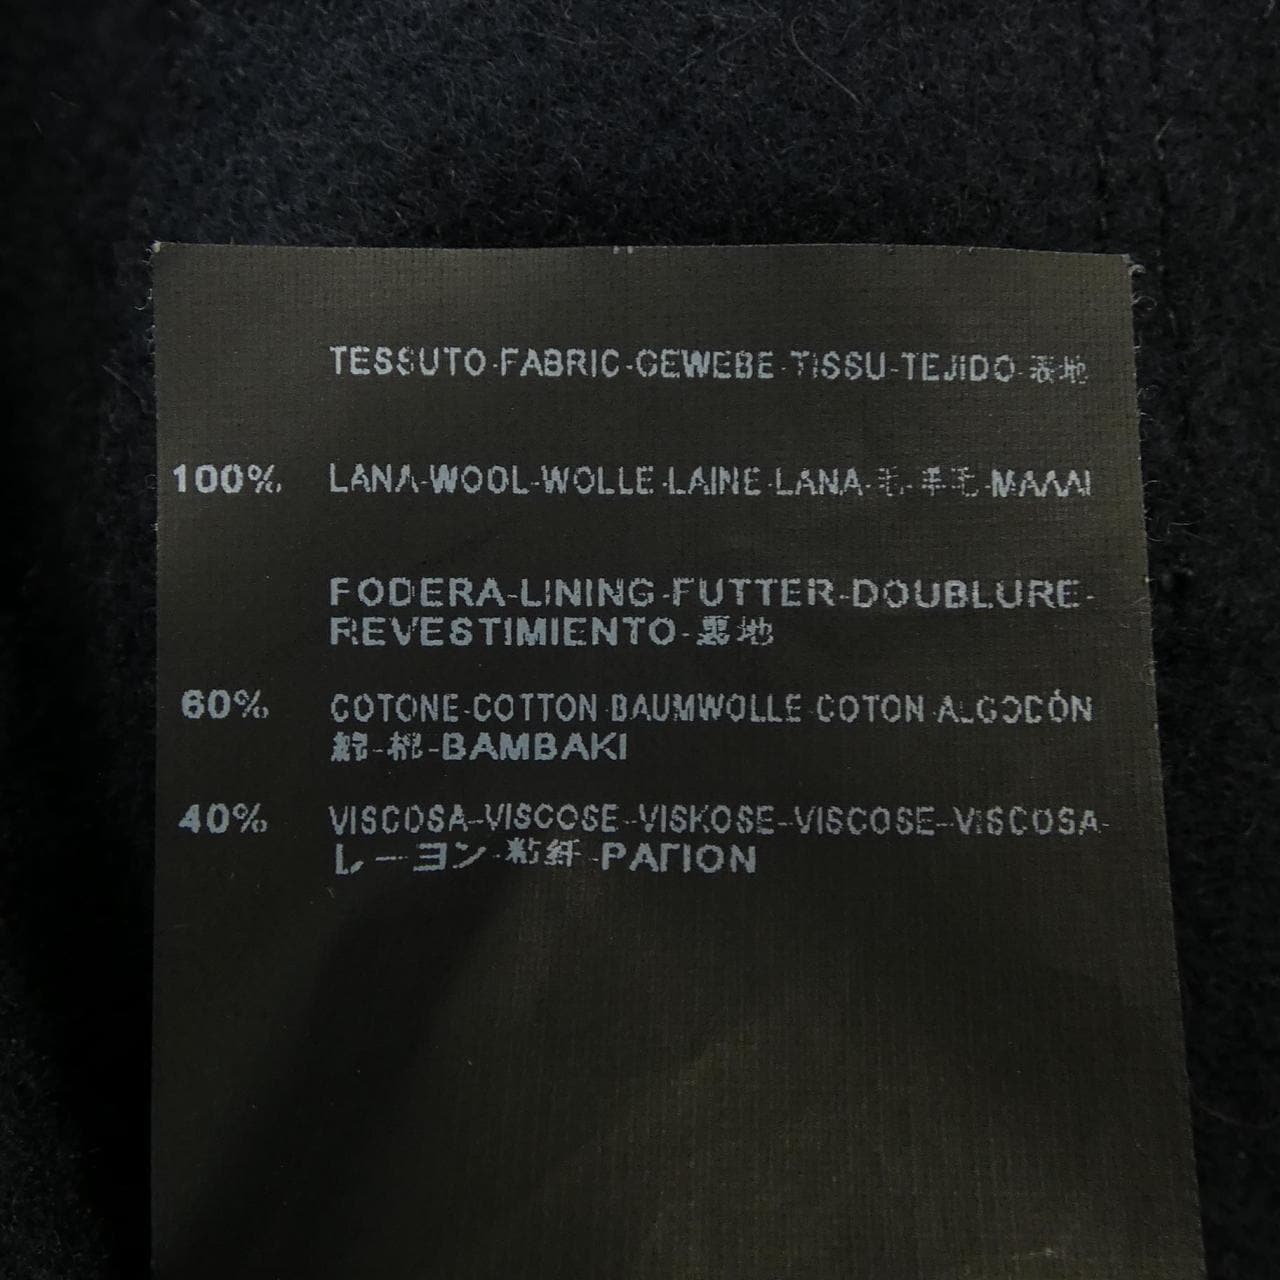 TESSUTO-FABRIC-GEWEBE-TISSU-TEJIDO-表地
100% LANA-WOOL-WOLLE-LAINE-LANA-毛-羊毛-ΜΑΛΛΙ
FODERA-LINING-FUTTER-DOUBLURE-
REVESTIMIENTO-裏地
60% COTONE-COTTON-BAUMWOLLE-COTON-ALGODÓN
綿-棉-BAMBAKI
40% VISCOSA-VISCOSE-VISKOSE-VISCOSE-VISCOSA-
レーヨン-粘纤-ΡΑΓΙΟΝ